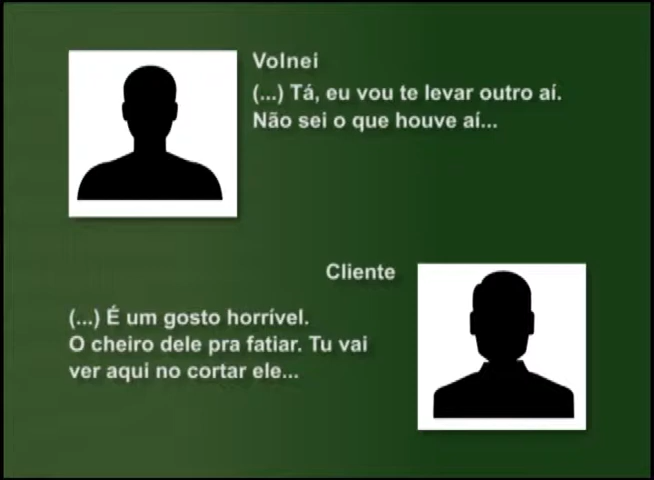 Volnei
(...) Tá, eu vou te levar outro aí.
Não sei o que houve aí...
Cliente
(...) É um gosto horrível.
O cheiro dele pra fatiar. Tu vai
ver aqui no cortar ele...